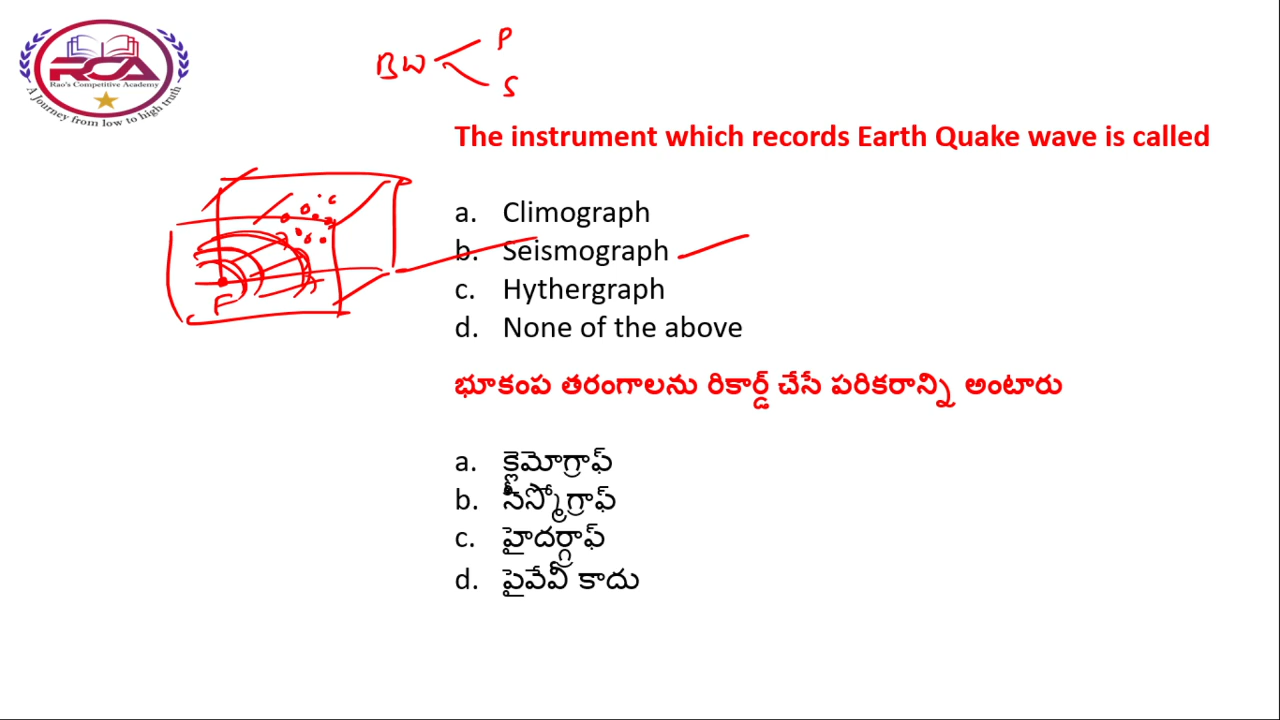 RCA
Rao's Competitive Academy
A Journey from low to high truth
BW P
S
The instrument which records Earth Quake wave is called
a. Climograph
b. Seismograph
c. Hythergraph
d. None of the above
F
భూకంప తరంగాలను రికార్డ్ చేసే పరికరాన్ని అంటారు
a. క్లైమోగ్రాఫ్
b. సీస్మోగ్రాఫ్
c. హైదర్గ్రాఫ్
d. పైవేవీ కాదు